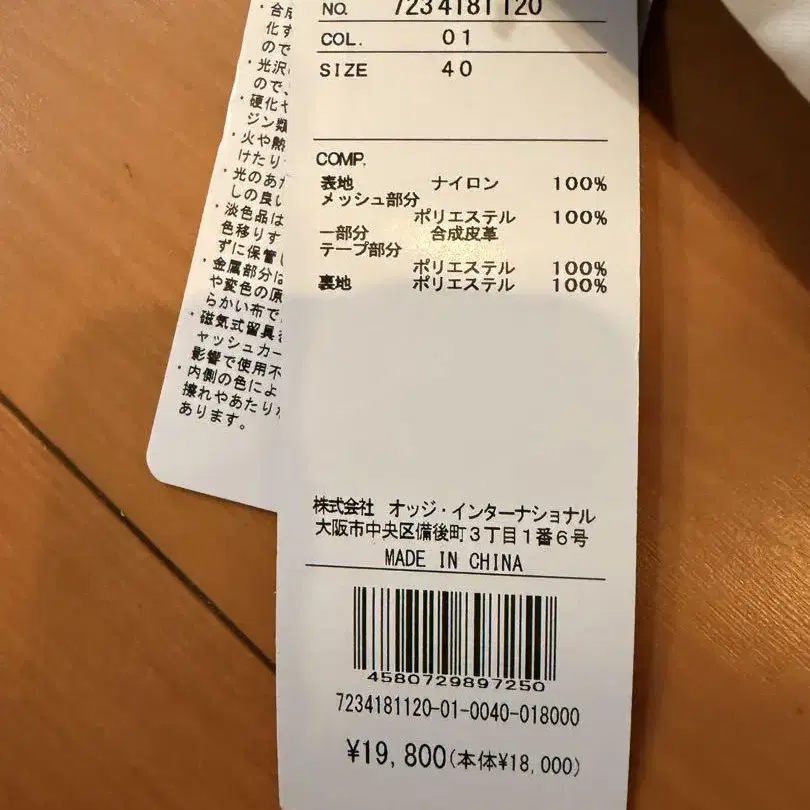 NO. 7234181120
COL. 01
SIZE 40
COMP.
表地 ナイロン 100%
メッシュ部分
ポリエステル 100%
一部分 合成皮革
テープ部分
ポリエステル 100%
裏地 ポリエステル 100%
株式会社 オッジ・インターナショナル
大阪市中央区備後町3丁目1番6号
MADE IN CHINA
4580729897250
7234181120-01-0040-018000
¥19,800(本体¥18,000)
・合成
化す
ので
・光沢
ので、
・硬化や
ジン類
・火や熱
けたり
・光のあた
しの良い
・淡色品は
色移りす
ずに保管し
・金属部分は
や変色の原
らかい布で
・磁気式留具を
ャッシュカー
影響で使用不
・内側の色によ
擦れやあたり
あります。